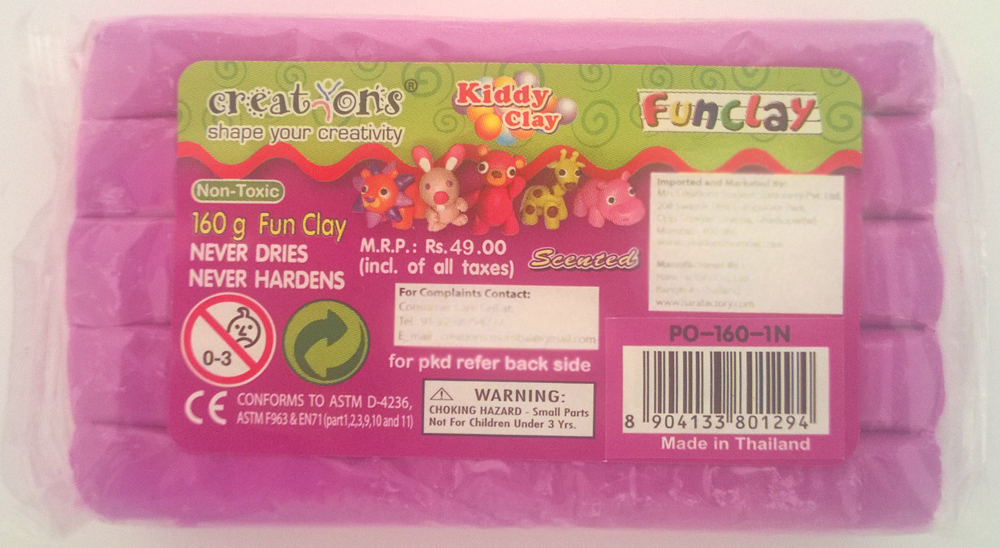 creatYons®
shape your creativity
Kiddy
Clay
FUNCLAY
Non-Toxic
160 g Fun Clay
NEVER DRIES
NEVER HARDENS
M.R.P.: Rs.49.00
(incl. of all taxes)
Scented
0-3
For Complaints Contact:
for pkd refer back side
CE CONFORMS TO ASTM D-4236,
ASTM F963 & EN71(part1,2,3,9,10 and 11)
WARNING:
CHOKING HAZARD - Small Parts
Not For Children Under 3 Yrs.
Imported and Marketed By:
PO-160-1N
8 904133 801294
Made in Thailand